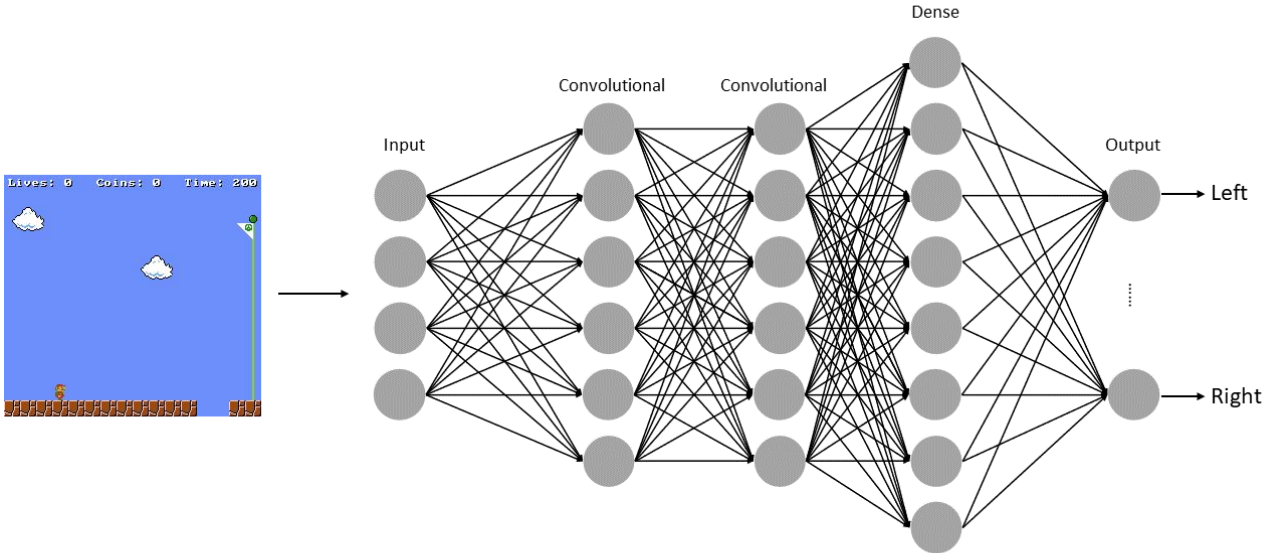 Dense
Convolutional Convolutional
Input Output
Lives: 0 Coins: 0 Time: 200
Left
Right